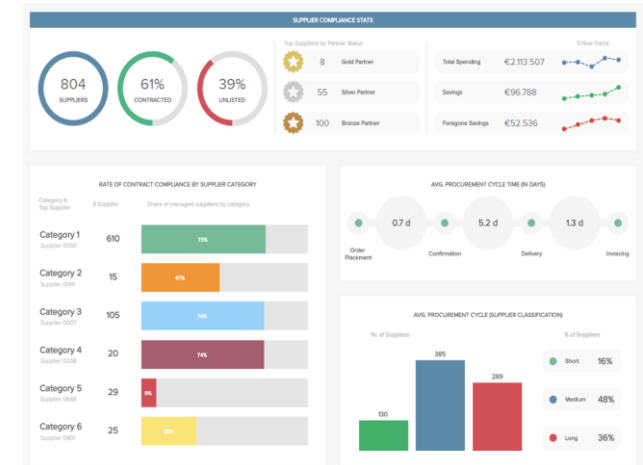 SUPPLIER COMPLIANCE STATS
804
SUPPLIERS
61%
CONTRACTED
39%
UNLISTED
Top Suppliers by Partner Status
8 Gold Partner
55 Silver Partner
100 Bronze Partner
5-Year-Trend
Total Spending €2.113.507
Savings €96.788
Foregone Savings €52.536
RATE OF CONTRACT COMPLIANCE BY SUPPLIER CATEGORY
Category &
Top Supplier
# Supplier
Share of managed suppliers by category
Category 1
610
75%
Category 2
15
Supplier 0149
Category 3
105
74%
Category 4
20
Supplier 0208
74%
Category 5
29
Supplier 0648
9%
Category 6
25
Supplier 0401
AVG. PROCUREMENT CYCLE TIME (IN DAYS)
0.7 d
5.2 d
1.3 d
Order
Placement
Confirmation
Delivery
Invoicing
AVG. PROCUREMENT CYCLE (SUPPLIER CLASSIFICATION)
Nr. of Suppliers
130
385
289
% of Suppliers
Short 16%
Medium 48%
Long 36%